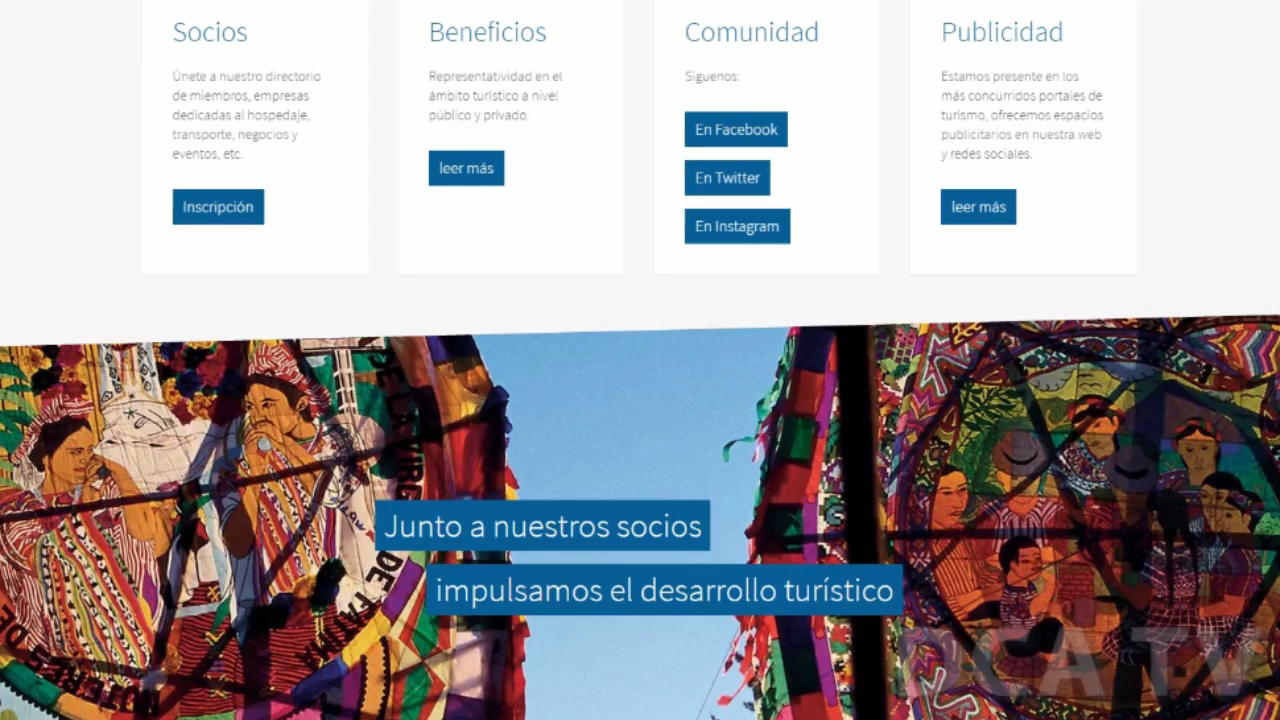 Socios
Únete a nuestro directorio
de miembros, empresas
dedicadas al hospedaje,
transporte, negocios y
eventos, etc.
Inscripción
Beneficios
Representatividad en el
ámbito turístico a nivel
público y privado.
leer más
Comunidad
Siguenos:
En Facebook
En Twitter
En Instagram
Publicidad
Estamos presente en los
más concurridos portales de
turismo, ofrecemos espacios
publicitarios en nuestra web
y redes sociales.
leer más
Junto a nuestros socios
impulsamos el desarrollo turístico
DCA TV